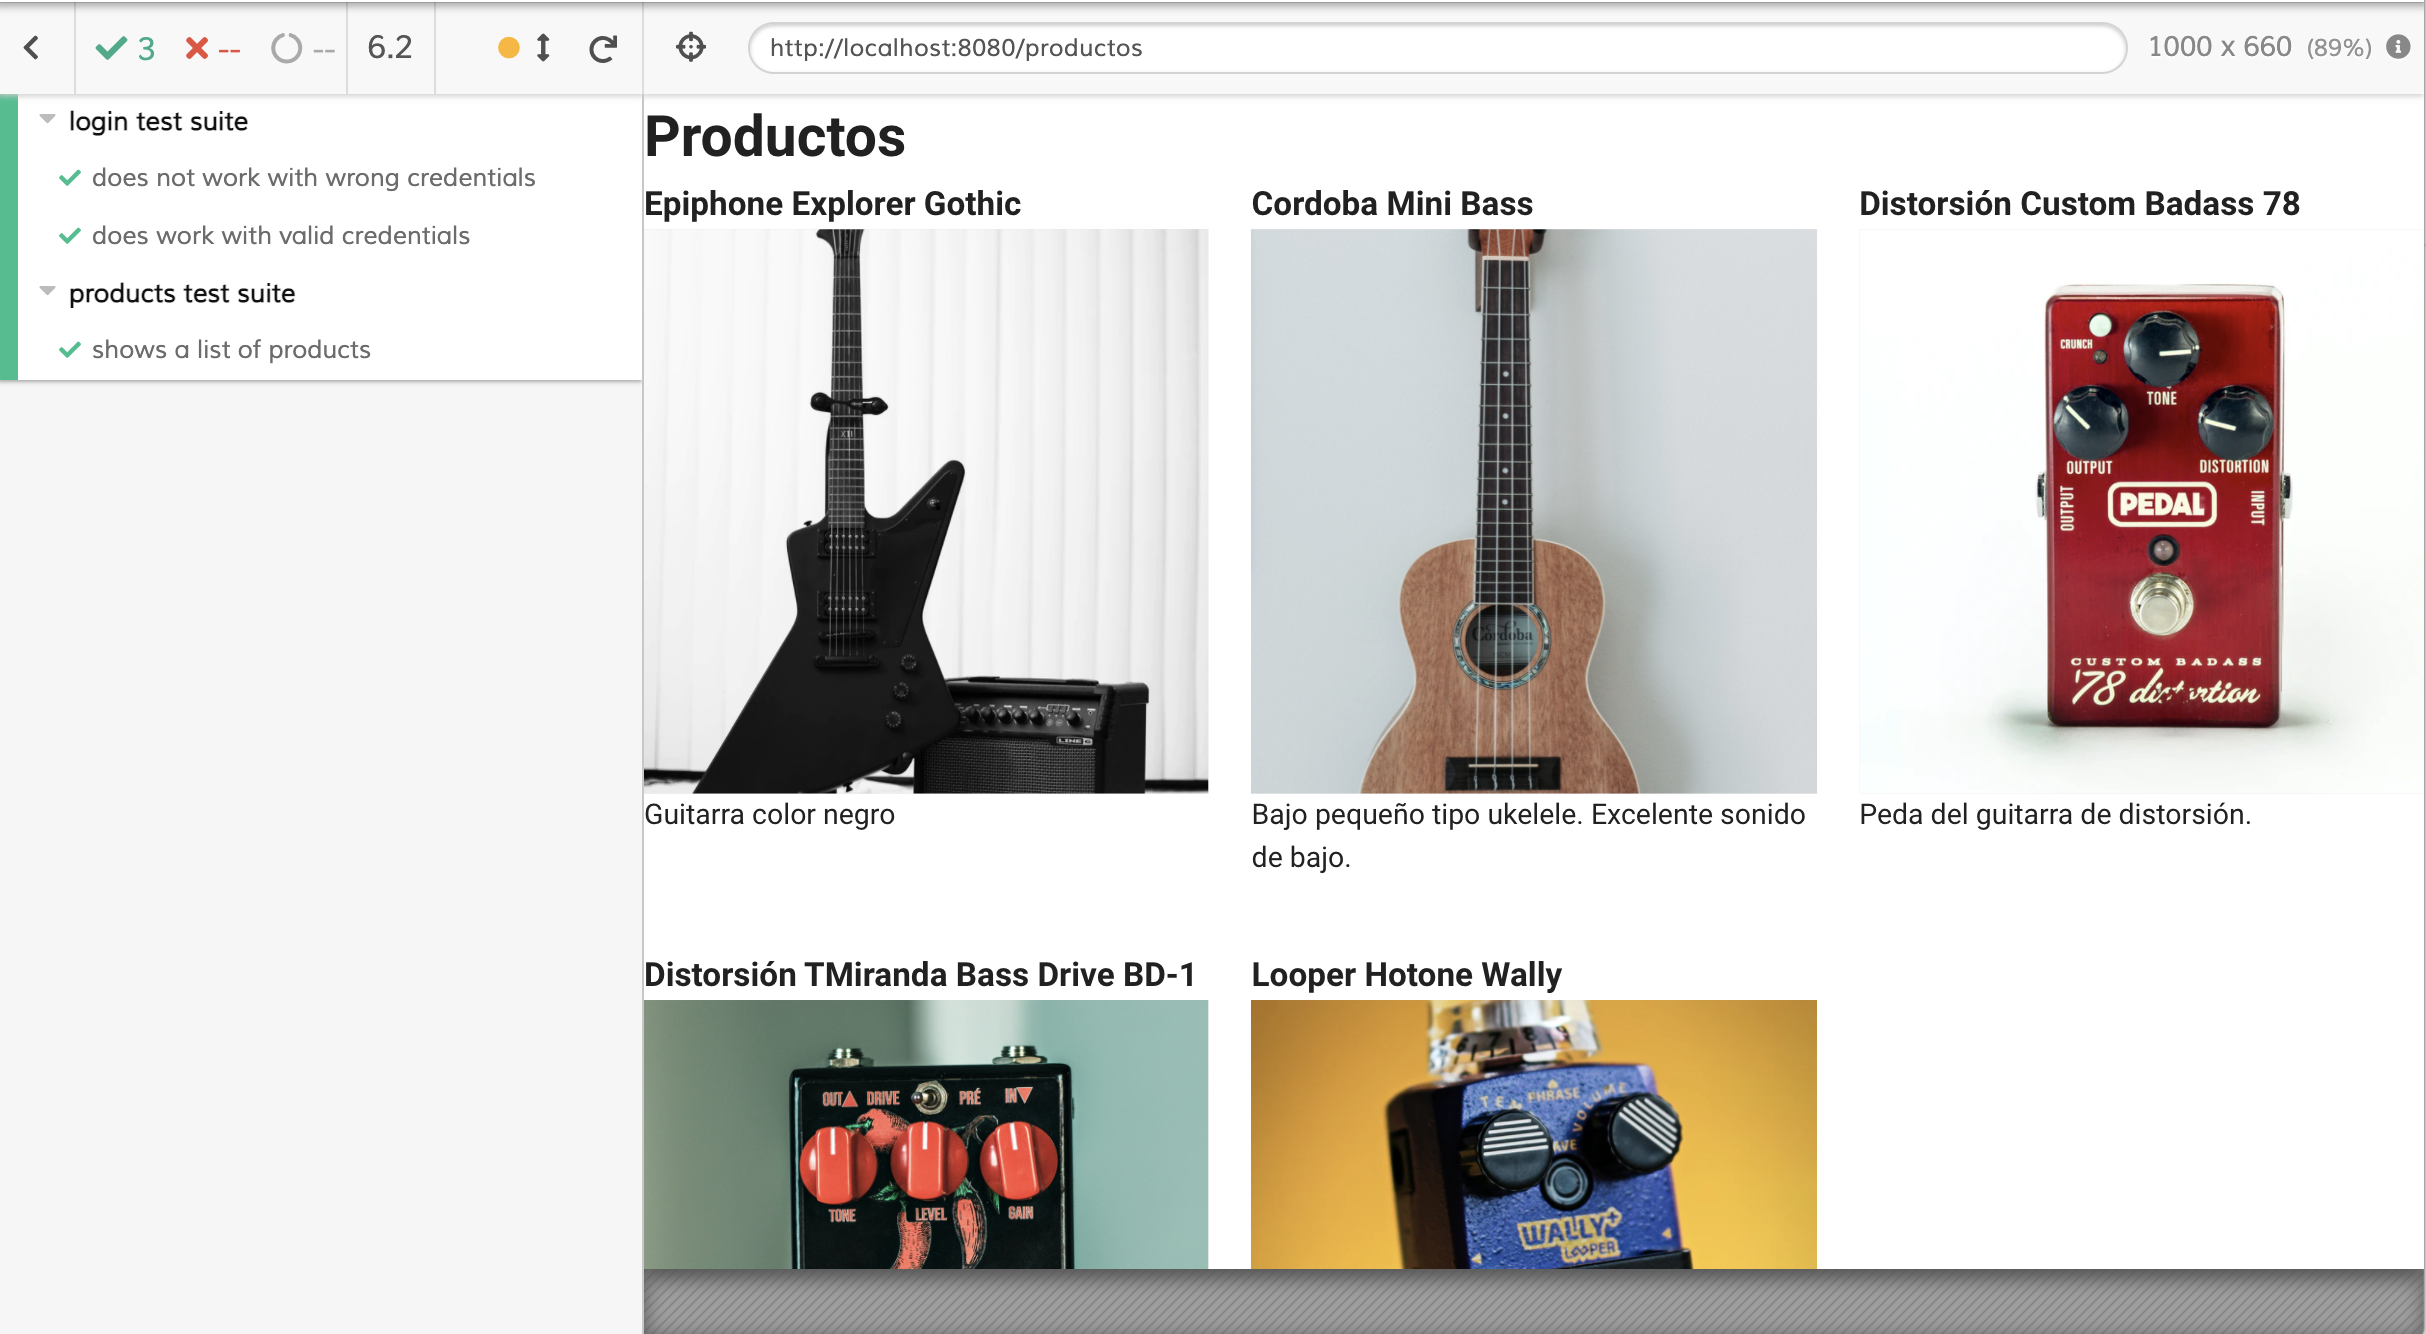 3 -- -- 6.2
http://localhost:8080/productos
1000 x 660 (89%)
login test suite
does not work with wrong credentials
does work with valid credentials
products test suite
shows a list of products
Productos
Epiphone Explorer Gothic
XII
LINE 6
Guitarra color negro
Cordoba Mini Bass
Cordoba
Bajo pequeño tipo ukelele. Excelente sonido
de bajo.
Distorsión Custom Badass 78
CRUNCH
TONE
OUTPUT DISTORTION
OUTPUT
INPUT
PEDAL
CUSTOM BADASS
'78 distortion
Peda del guitarra de distorsión.
Distorsión TMiranda Bass Drive BD-1
OUT DRIVE PRÉ IN
TONE LEVEL GAIN
Looper Hotone Wally
PHRASE
VOLUME
WALLY+
LOOPER